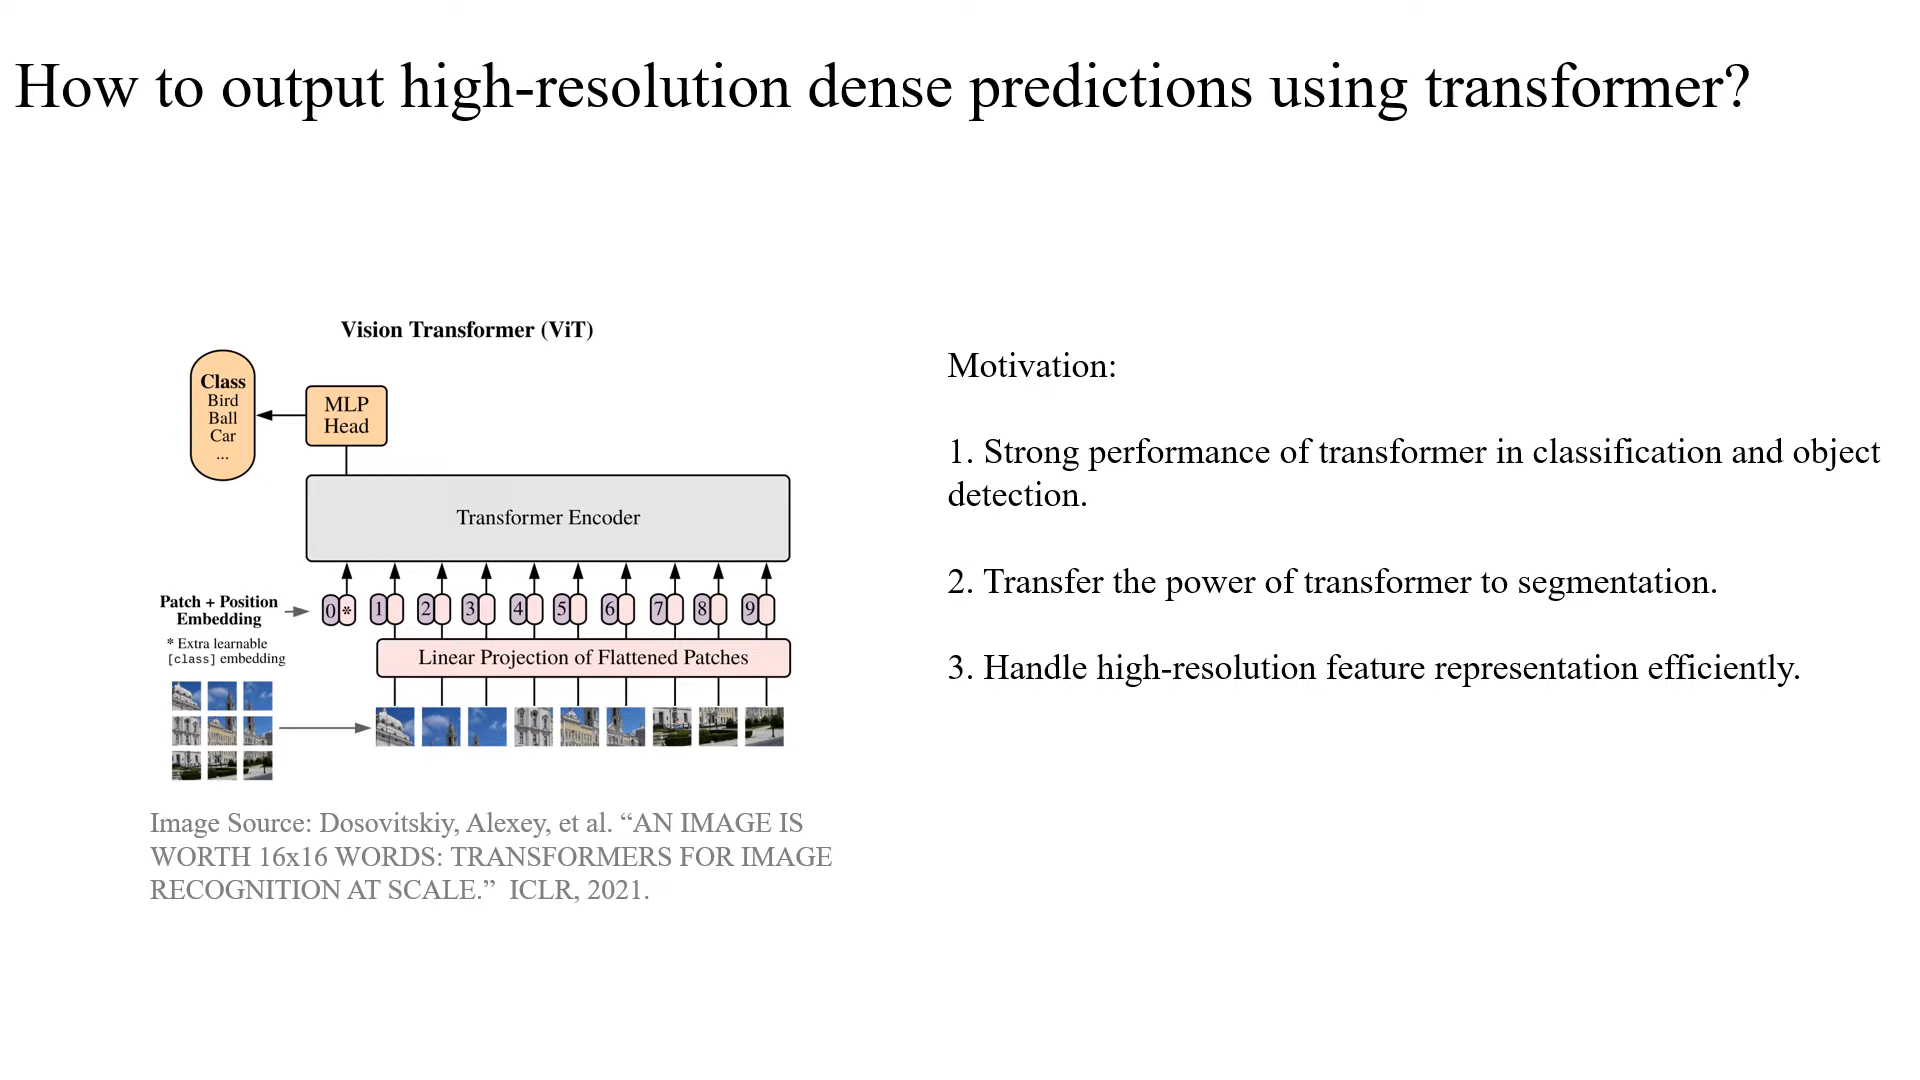 How to output high-resolution dense predictions using transformer?
Vision Transformer (ViT)
Class
Bird
Ball
Car
...
MLP
Head
Transformer Encoder
Patch + Position
Embedding
0 * 1 2 3 4 5 6 7 8 9
* Extra learnable
[class] embedding
Linear Projection of Flattened Patches
Image Source: Dosovitskiy, Alexey, et al. “AN IMAGE IS
WORTH 16x16 WORDS: TRANSFORMERS FOR IMAGE
RECOGNITION AT SCALE.” ICLR, 2021.
Motivation:
1. Strong performance of transformer in classification and object
detection.
2. Transfer the power of transformer to segmentation.
3. Handle high-resolution feature representation efficiently.